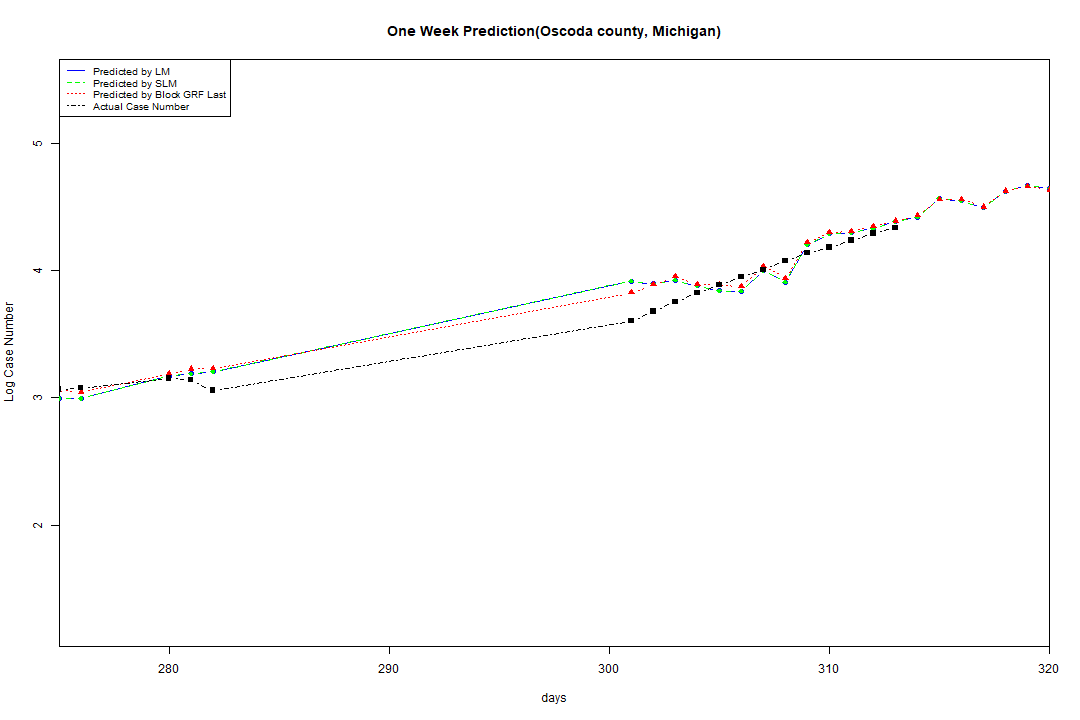 One Week Prediction(Oscoda county, Michigan)
Predicted by LM
Predicted by SLM
Predicted by Block GRF Last
Actual Case Number
5
4
3
2
Log Case Number
280
290
300
310
320
days